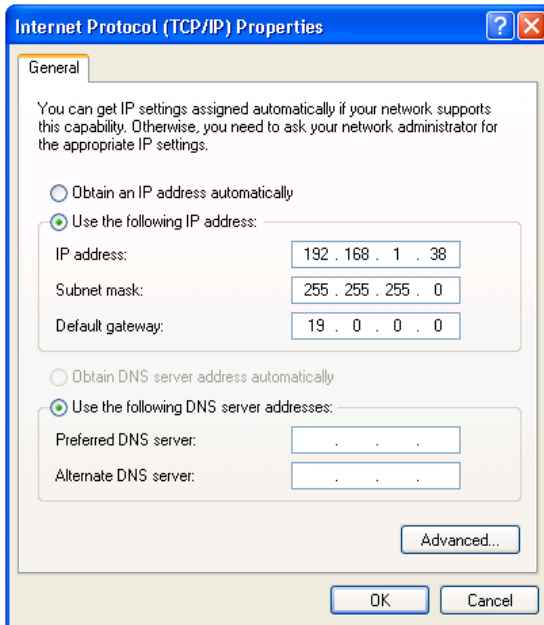 Internet Protocol (TCP/IP) Properties
General
You can get IP settings assigned automatically if your network supports
this capability. Otherwise, you need to ask your network administrator for
the appropriate IP settings.
Obtain an IP address automatically
Use the following IP address:
IP address: 192 . 168 . 1 . 38
Subnet mask: 255 . 255 . 255 . 0
Default gateway: 19 . 0 . 0 . 0
Obtain DNS server address automatically
Use the following DNS server addresses:
Preferred DNS server: . . .
Alternate DNS server: . . .
Advanced...
OK Cancel